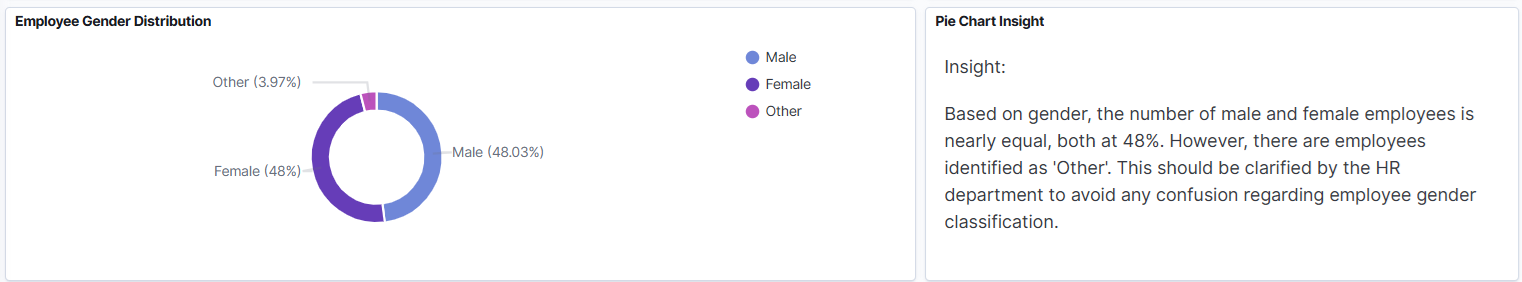 Employee Gender Distribution
Male
Female
Other
Other (3.97%)
Male (48.03%)
Female (48%)
Pie Chart Insight
Insight:
Based on gender, the number of male and female employees is
nearly equal, both at 48%. However, there are employees
identified as 'Other'. This should be clarified by the HR
department to avoid any confusion regarding employee gender
classification.